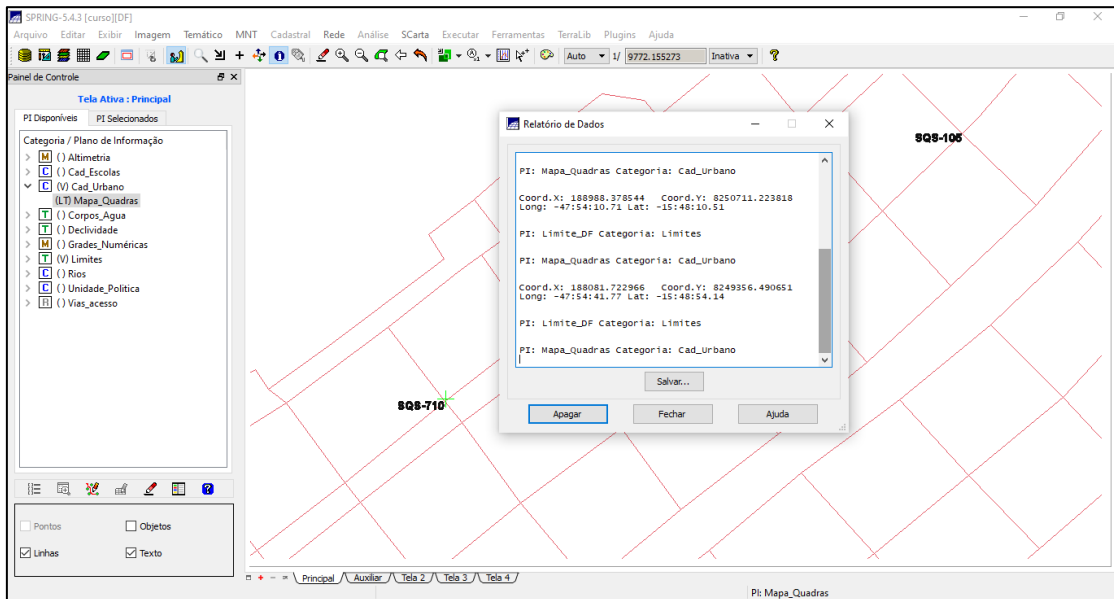 SPRING-5.4.3 [curso][DF]
Arquivo Editar Exibir Imagem Temático MNT Cadastral Rede Análise SCarta Executar Ferramentas TerraLib Plugins Ajuda
Auto 1/ 9772.155273 Inativa
Painel de Controle
Tela Ativa : Principal
PI Disponíveis PI Selecionados
Categoria / Plano de Informação
M () Altimetria
C () Cad_Escolas
C (V) Cad_Urbano
(LT) Mapa_Quadras
T () Corpos_Agua
T () Declividade
M () Grades_Numéricas
T (V) Limites
C () Rios
C () Unidade_Politica
R () Vias_acesso
Pontos Objetos
Linhas Texto
SQS-105
SQS-710
Relatório de Dados
PI: Mapa_Quadras Categoria: Cad_Urbano
Coord.X: 188988.378544 Coord.Y: 8250711.223818
Long: -47:54:10.71 Lat: -15:48:10.51
PI: Limite_DF Categoria: Limites
PI: Mapa_Quadras Categoria: Cad_Urbano
Coord.X: 188081.722966 Coord.Y: 8249356.490651
Long: -47:54:41.77 Lat: -15:48:54.14
PI: Limite_DF Categoria: Limites
PI: Mapa_Quadras Categoria: Cad_Urbano
Salvar...
Apagar Fechar Ajuda
Principal Auxiliar Tela 2 Tela 3 Tela 4
PI: Mapa_Quadras